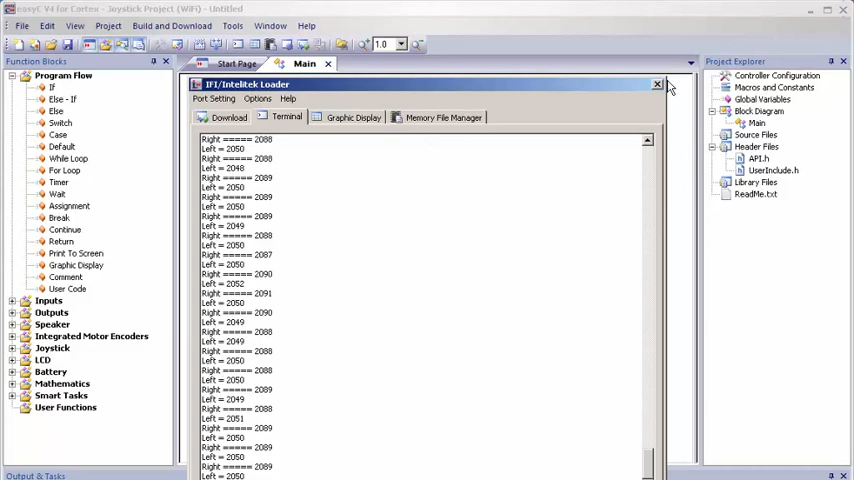 easyC V4 for Cortex - Joystick Project (WiFi) - Untitled
File Edit View Project Build and Download Tools Window Help
1.0
Function Blocks
Program Flow
If
Else - If
Else
Switch
Case
Default
While Loop
For Loop
Timer
Wait
Assignment
Break
Continue
Return
Print To Screen
Graphic Display
Comment
User Code
Inputs
Outputs
Speaker
Integrated Motor Encoders
Joystick
LCD
Battery
Mathematics
Smart Tasks
User Functions
Start Page Main
IFI/Intelitek Loader
Port Setting Options Help
Download Terminal Graphic Display Memory File Manager
Right ===== 2088
Left = 2050
Right ===== 2088
Left = 2048
Right ===== 2089
Left = 2050
Right ===== 2089
Left = 2050
Right ===== 2089
Left = 2049
Right ===== 2088
Left = 2050
Right ===== 2087
Left = 2050
Right ===== 2090
Left = 2052
Right ===== 2091
Left = 2050
Right ===== 2090
Left = 2049
Right ===== 2088
Left = 2049
Right ===== 2088
Left = 2050
Right ===== 2088
Left = 2050
Right ===== 2089
Left = 2049
Right ===== 2088
Left = 2051
Right ===== 2089
Left = 2050
Right ===== 2089
Left = 2050
Right ===== 2089
Left = 2050
Project Explorer
Controller Configuration
Macros and Constants
Global Variables
Block Diagram
Main
Source Files
Header Files
API.h
UserInclude.h
Library Files
ReadMe.txt
Output & Tasks